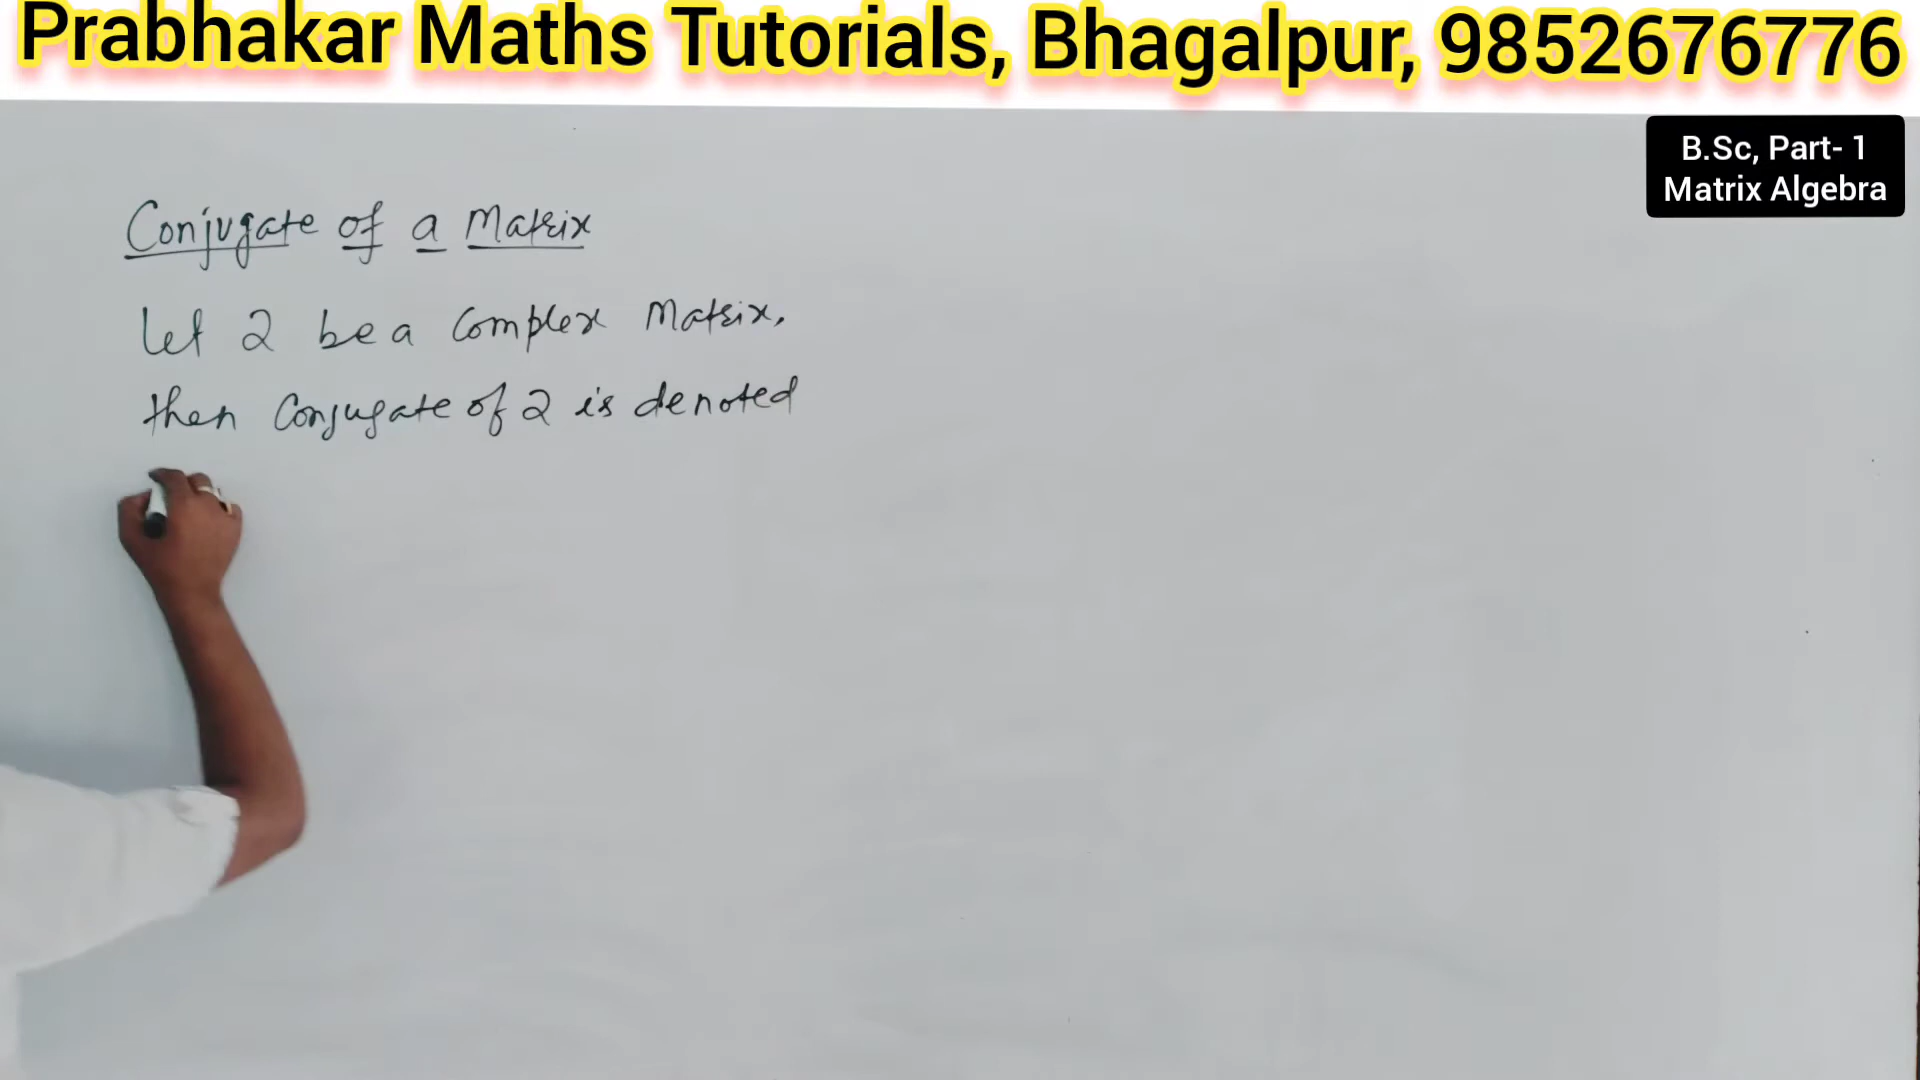 Prabhakar Maths Tutorials, Bhagalpur, 9852676776
B.Sc, Part- 1
Matrix Algebra
Conjugate of a Matrix
Let 2 be a Complex Matrix,
then Conjugate of 2 is denoted